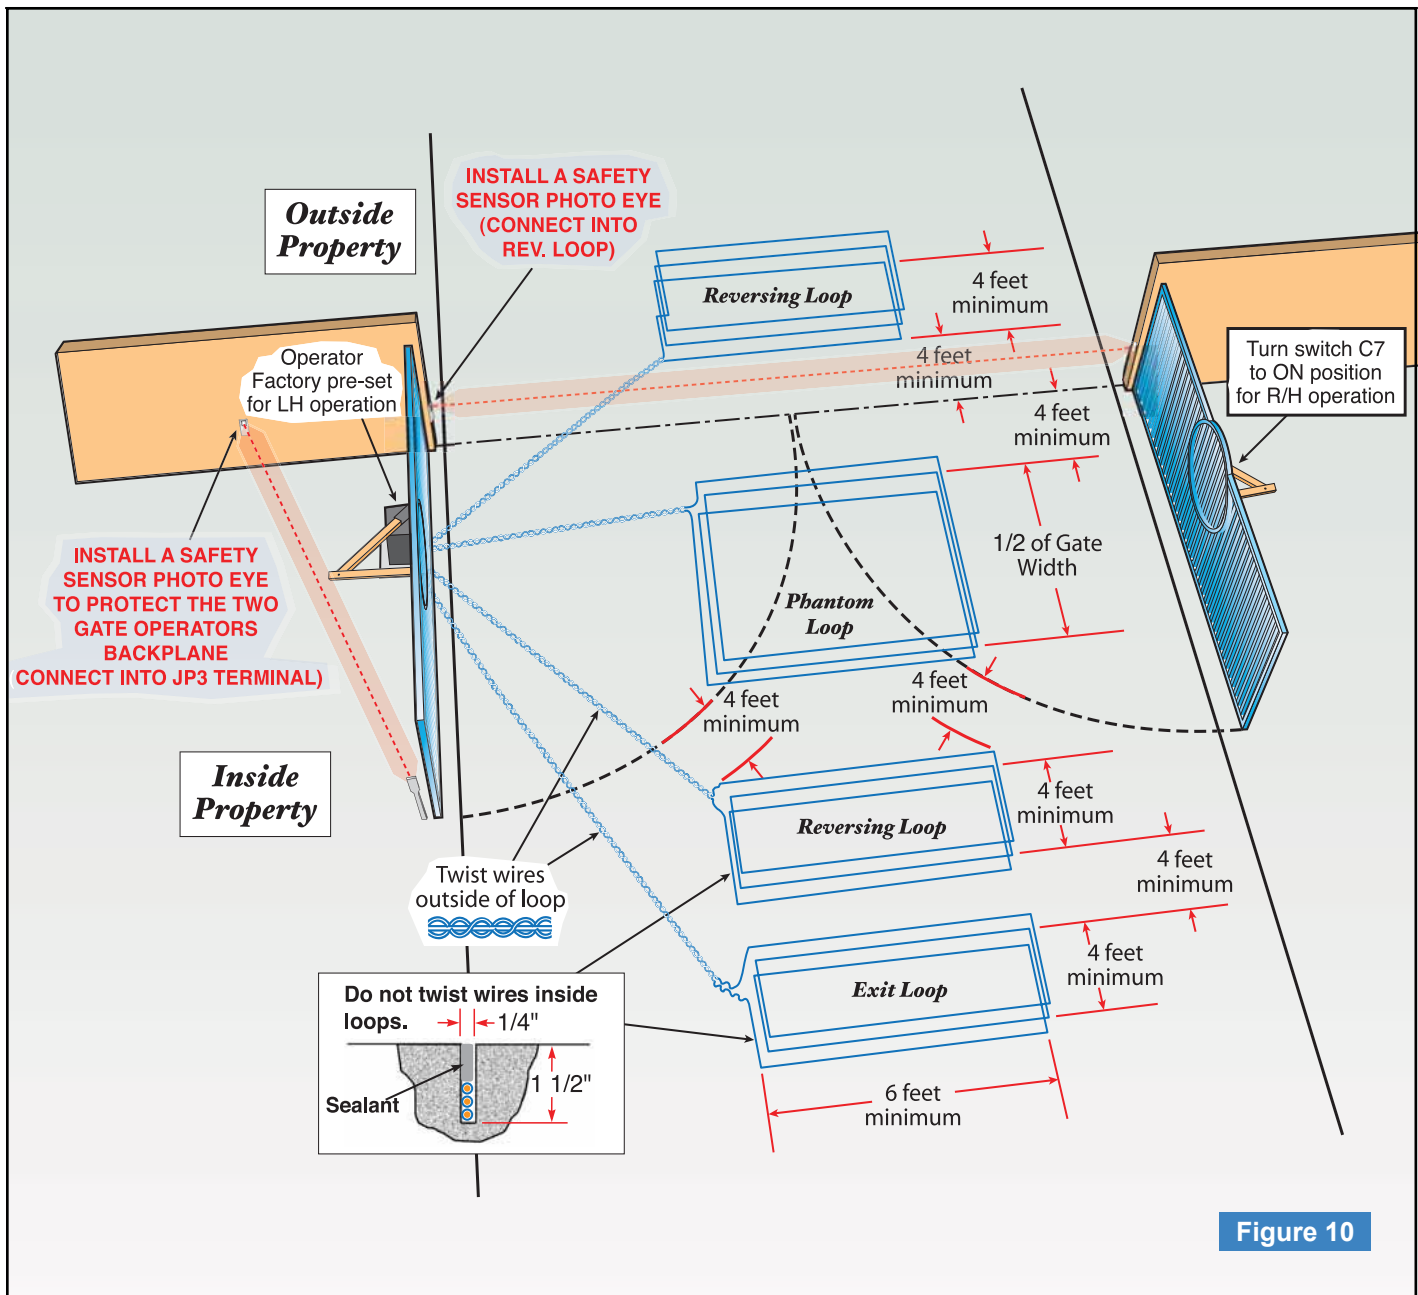 INSTALL A SAFETY
SENSOR PHOTO EYE
(CONNECT INTO
REV. LOOP)
Outside
Property
Reversing Loop
4 feet
minimum
4 feet
minimum
4 feet
minimum
Operator
Factory pre-set
for LH operation
Turn switch C7
to ON position
for R/H operation
INSTALL A SAFETY
SENSOR PHOTO EYE
TO PROTECT THE TWO
GATE OPERATORS
BACKPLANE
CONNECT INTO JP3 TERMINAL)
1/2 of Gate
Width
Phantom
Loop
4 feet
minimum
4 feet
minimum
Inside
Property
Reversing Loop
4 feet
minimum
4 feet
minimum
Twist wires
outside of loop
Exit Loop
4 feet
minimum
6 feet
minimum
Do not twist wires inside
loops.
1/4"
1 1/2"
Sealant
Figure 10